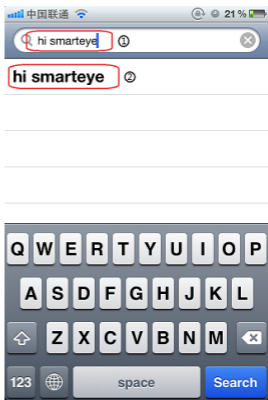 中国联通 21%
hi smarteye ①
hi smarteye ②
Q W E R T Y U I O P
A S D F G H J K L
Z X C V B N M
123 space Search